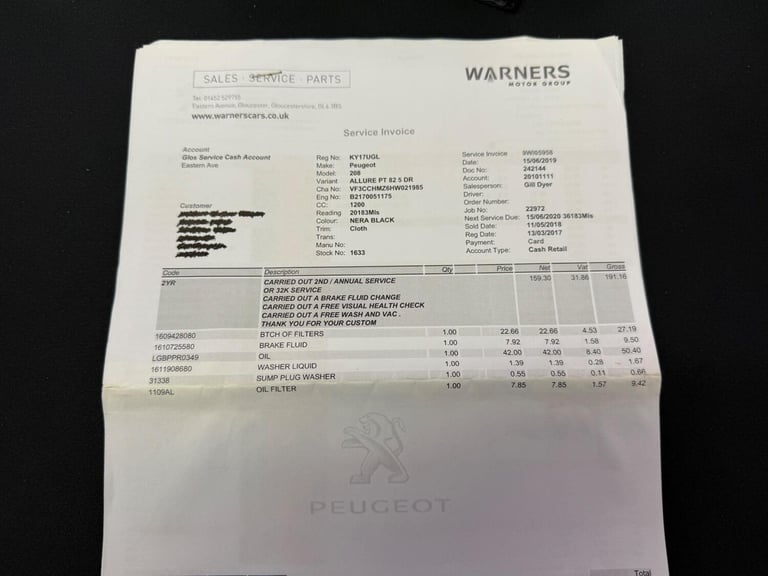 SALES · SERVICE · PARTS
WARNERS
MOTOR GROUP
Tel: 01452 529755
Eastern Avenue, Gloucester, Gloucestershire, GL4 3BS
www.warnerscars.co.uk
Service Invoice
Account
Glos Service Cash Account
Eastern Ave
Customer
Reg No: KY17UGL
Make: Peugeot
Model: 208
Variant ALLURE PT 82 5 DR
Cha No: VF3CCHMZ6HW021985
Eng No: B2170051175
CC: 1200
Reading 20183Mls
Colour: NERA BLACK
Trim: Cloth
Trans:
Manu No:
Stock No: 1633
Service Invoice 9WI05958
Date: 15/06/2019
Doc No: 242144
Account: 20101111
Salesperson: Gill Dyer
Driver:
Order Number:
Job No: 22972
Next Service Due: 15/06/2020 36183Mls
Sold Date: 11/05/2018
Reg Date: 13/03/2017
Payment: Card
Account Type: Cash Retail
Code Description Qty Price Net Vat Gross
2YR CARRIED OUT 2ND / ANNUAL SERVICE 159.30 31.86 191.16
OR 32K SERVICE
CARRIED OUT A BRAKE FLUID CHANGE
CARRIED OUT A FREE VISUAL HEALTH CHECK
CARRIED OUT A FREE WASH AND VAC .
THANK YOU FOR YOUR CUSTOM
1609428080 BTCH OF FILTERS 1.00 22.66 22.66 4.53 27.19
1610725580 BRAKE FLUID 1.00 7.92 7.92 1.58 9.50
LGBPPR0349 OIL 1.00 42.00 42.00 8.40 50.40
1611908680 WASHER LIQUID 1.00 1.39 1.39 0.28 1.67
31338 SUMP PLUG WASHER 1.00 0.55 0.55 0.11 0.66
1109AL OIL FILTER 1.00 7.85 7.85 1.57 9.42
PEUGEOT
Total